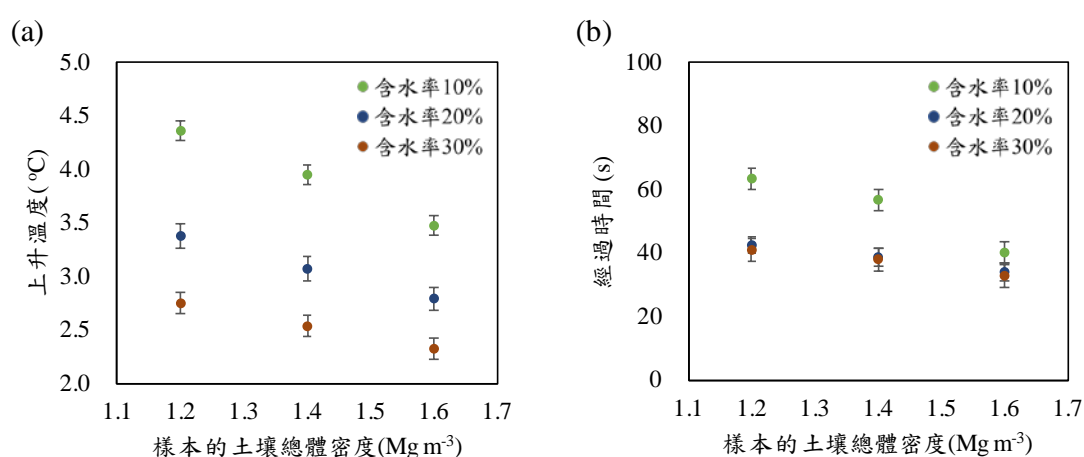 (a)
5.0
4.5
4.0
3.5
3.0
2.5
2.0
上升溫度(℃)
含水率10%
含水率20%
含水率30%
1.1 1.2 1.3 1.4 1.5 1.6 1.7
樣本的土壤總體密度(Mg m-3)
(b)
100
80
60
40
20
0
經過時間(s)
含水率10%
含水率20%
含水率30%
1.1 1.2 1.3 1.4 1.5 1.6 1.7
樣本的土壤總體密度(Mg m-3)